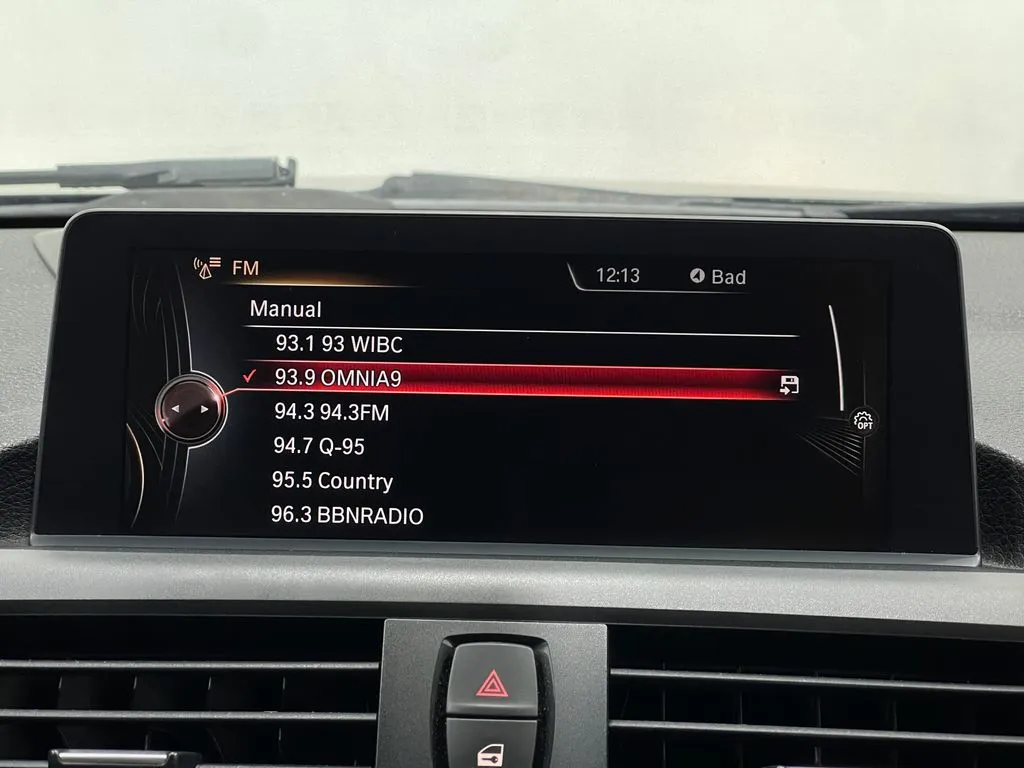 FM
12:13
Bad
Manual
93.1 93 WIBC
93.9 OMNIA9
94.3 94.3FM
94.7 Q-95
95.5 Country
96.3 BBNRADIO
OPT